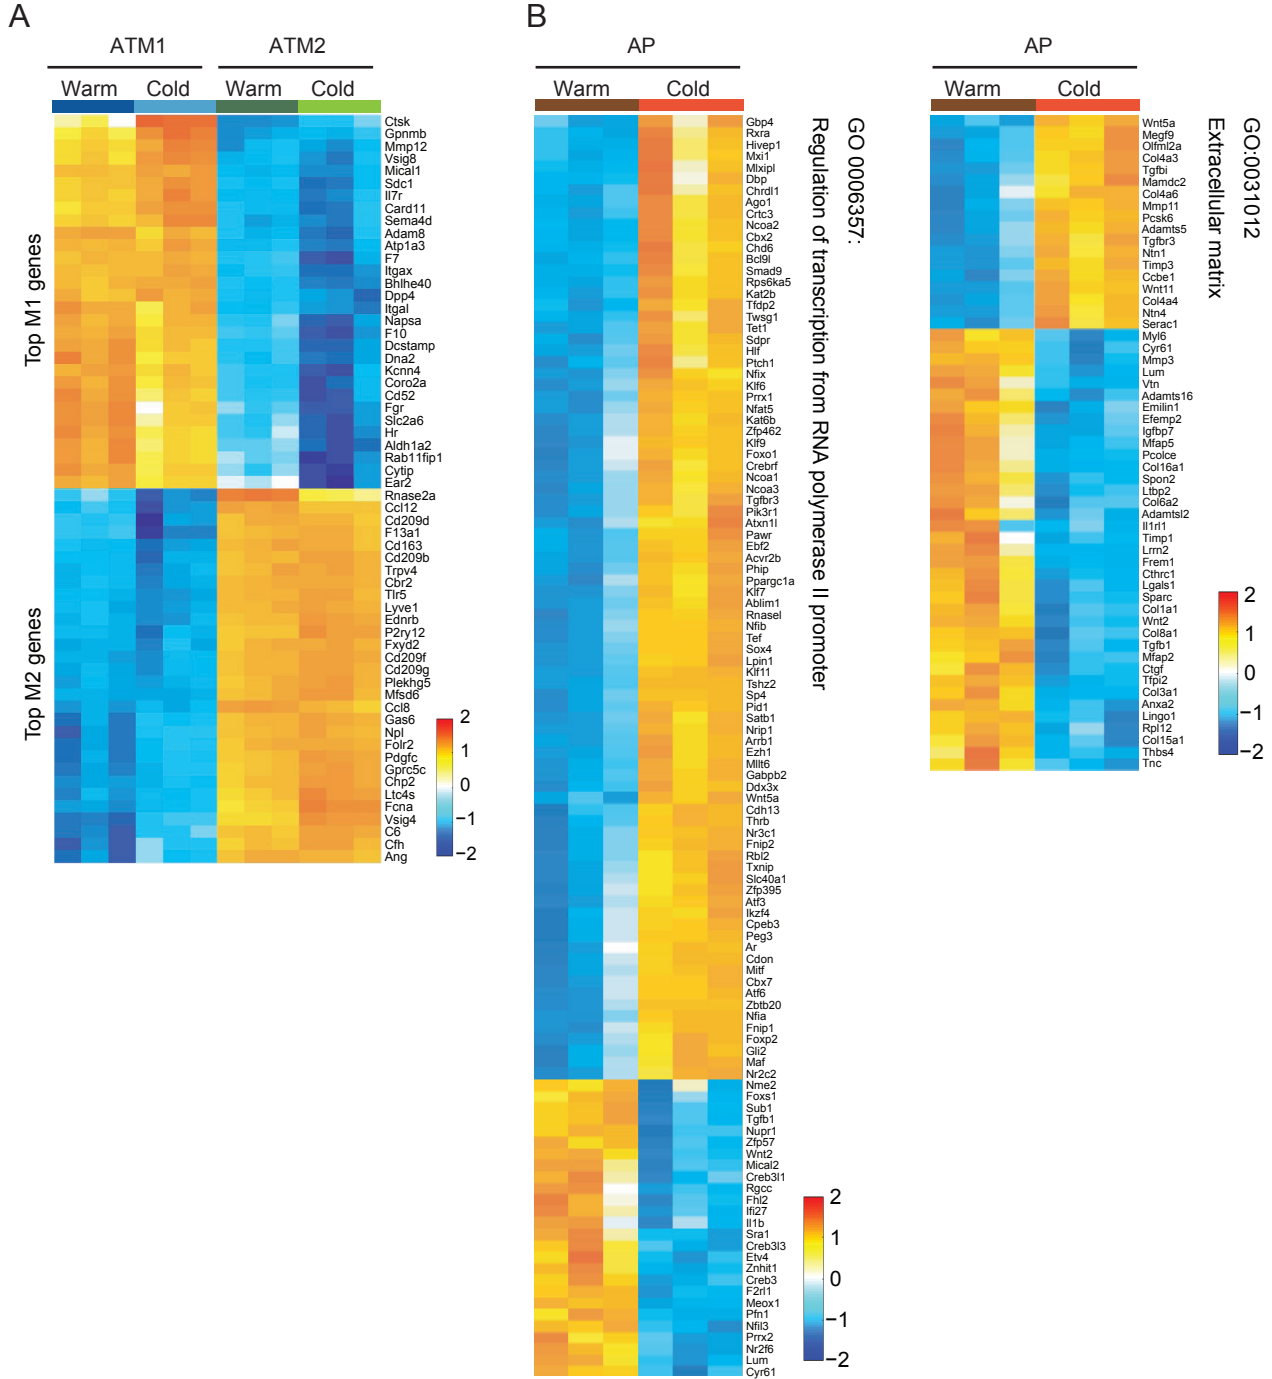 A
ATM1
ATM2
Warm
Cold
Warm
Cold
Top M1 genes
Ctsk
Gpnmb
Mmp12
Vsig8
Mical1
Sdc1
Il7r
Card11
Sema4d
Adam8
Atp1a3
F7
Itgax
Bhlhe40
Dpp4
Itgal
Napsa
F10
Dcstamp
Dna2
Kcnn4
Coro2a
Cd52
Fgr
Slc2a6
Hr
Aldh1a2
Rab11fip1
Cytip
Ear2
Top M2 genes
Rnase2a
Ccl12
Cd209d
F13a1
Cd163
Cd209b
Trpv4
Cbr2
Tlr5
Lyve1
Ednrb
P2ry12
Fxyd2
Cd209f
Cd209g
Plekhg5
Mfsd6
Ccl8
Gas6
Npl
Folr2
Pdgfc
Gprc5c
Chp2
Ltc4s
Fcna
Vsig4
C6
Cfh
Ang
2
1
0
−1
−2
B
AP
Warm
Cold
GO 0006357:
Regulation of transcription from RNA polymerase II promoter
Gbp4
Rxra
Hivep1
Mxi1
Mlxipl
Dbp
Chrdl1
Ago1
Crtc3
Ncoa2
Cbx2
Chd6
Bcl9l
Smad9
Rps6ka5
Kat2b
Tfdp2
Twsg1
Tet1
Sdpr
Hlf
Ptch1
Nfix
Klf6
Prrx1
Nfat5
Kat6b
Zfp462
Klf9
Foxo1
Crebrf
Ncoa1
Ncoa3
Tgfbr3
Pik3r1
Atxn1l
Pawr
Ebf2
Acvr2b
Phip
Ppargc1a
Klf7
Ablim1
Rnasel
Nfib
Tef
Sox4
Lpin1
Klf11
Tshz2
Sp4
Pid1
Satb1
Nrip1
Arrb1
Ezh1
Mllt6
Gabpb2
Ddx3x
Wnt5a
Cdh13
Thrb
Nr3c1
Fnip2
Rbl2
Txnip
Slc40a1
Zfp395
Atf3
Ikzf4
Cpeb3
Peg3
Ar
Cdon
Mitf
Cbx7
Atf6
Zbtb20
Nfia
Fnip1
Foxp2
Gli2
Maf
Nr2c2
Nme2
Foxs1
Sub1
Tgfb1
Nupr1
Zfp57
Wnt2
Mical2
Creb3l1
Rgcc
Fhl2
Ifi27
Il1b
Sra1
Creb3l3
Etv4
Znhit1
Creb3
F2rl1
Meox1
Pfn1
Nfil3
Prrx2
Nr2f6
Lum
Cyr61
2
1
0
−1
−2
AP
Warm
Cold
GO:0031012
Extracellular matrix
Wnt5a
Megf9
Olfml2a
Col4a3
Tgfbi
Mamdc2
Col4a6
Mmp11
Pcsk6
Adamts5
Tgfbr3
Ntn1
Timp3
Ccbe1
Wnt11
Col4a4
Ntn4
Serac1
Myl6
Cyr61
Mmp3
Lum
Vtn
Adamts16
Emilin1
Efemp2
Igfbp7
Mfap5
Pcolce
Col16a1
Spon2
Ltbp2
Col6a2
Adamtsl2
Il1rl1
Timp1
Lrrn2
Frem1
Cthrc1
Lgals1
Sparc
Col1a1
Wnt2
Col8a1
Tgfb1
Mfap2
Ctgf
Tfpi2
Col3a1
Anxa2
Lingo1
Rpl12
Col15a1
Thbs4
Tnc
2
1
0
−1
−2